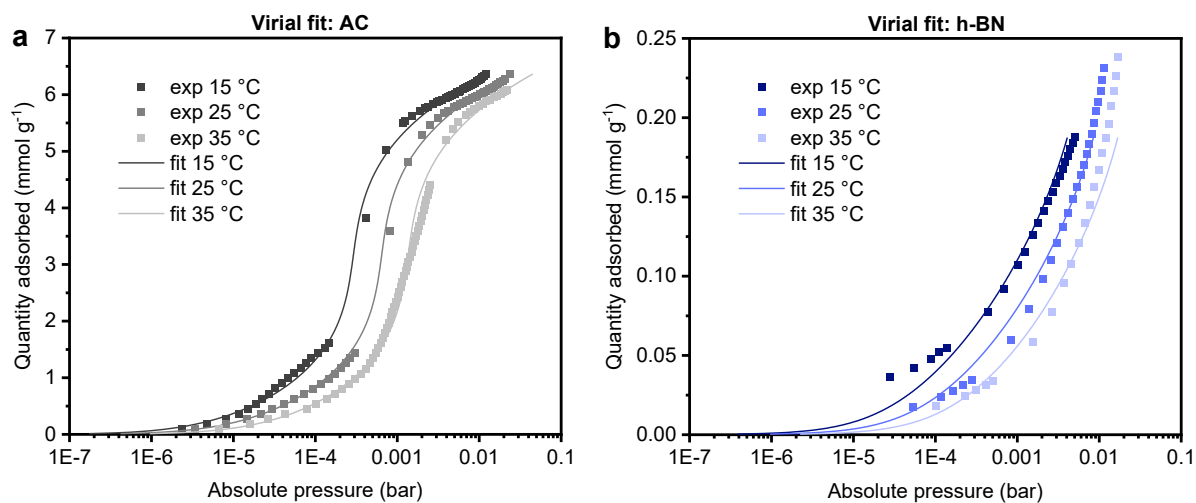 a
Virial fit: AC
7
6
5
4
3
2
1
0
Quantity adsorbed (mmol g⁻¹)
exp 15 °C
exp 25 °C
exp 35 °C
fit 15 °C
fit 25 °C
fit 35 °C
1E-7 1E-6 1E-5 1E-4 0.001 0.01 0.1
Absolute pressure (bar)
b
Virial fit: h-BN
0.25
0.20
0.15
0.10
0.05
0.00
Quantity adsorbed (mmol g⁻¹)
exp 15 °C
exp 25 °C
exp 35 °C
fit 15 °C
fit 25 °C
fit 35 °C
1E-7 1E-6 1E-5 1E-4 0.001 0.01 0.1
Absolute pressure (bar)